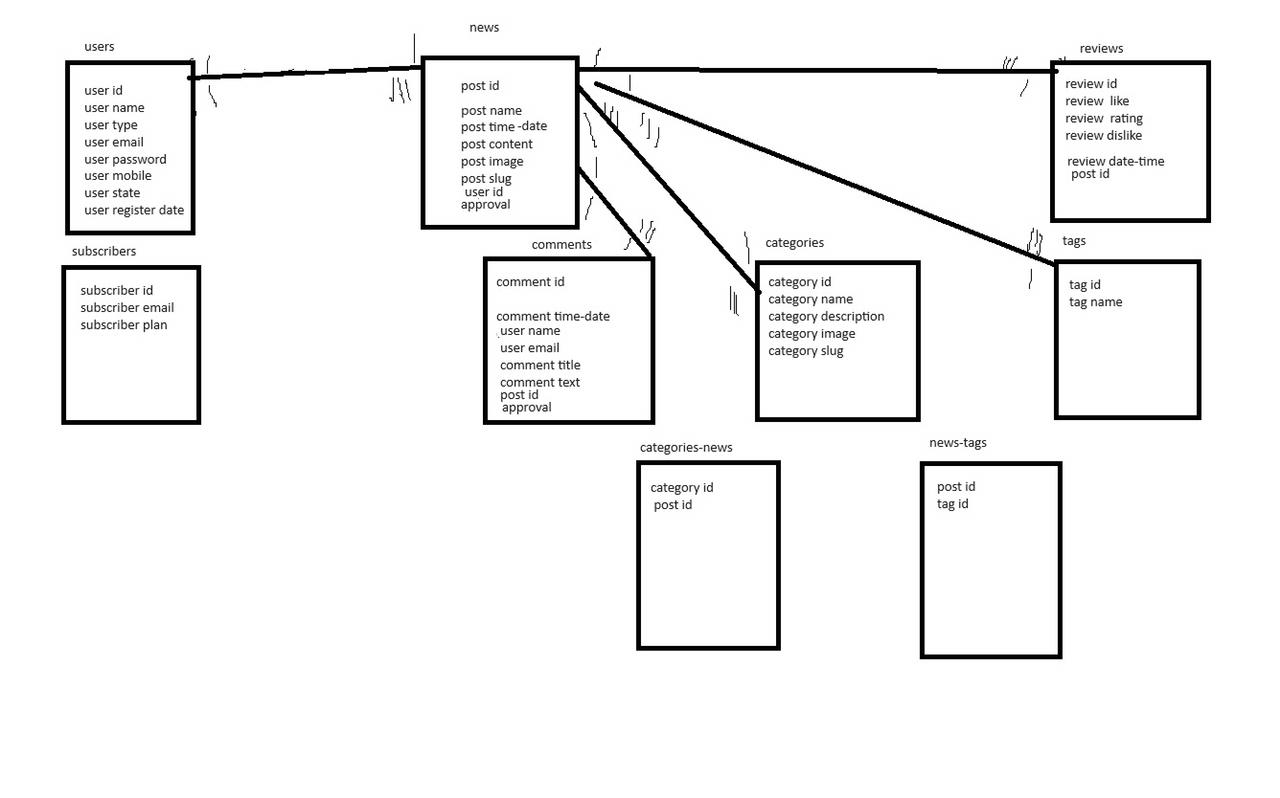 users
user id
user name
user type
user email
user password
user mobile
user state
user register date
news
post id
post name
post time -date
post content
post image
post slug
user id
approval
reviews
review id
review like
review rating
review dislike
review date-time
post id
subscribers
subscriber id
subscriber email
subscriber plan
comments
comment id
comment time-date
user name
user email
comment title
comment text
post id
approval
categories
category id
category name
category description
category image
category slug
tags
tag id
tag name
categories-news
category id
post id
news-tags
post id
tag id